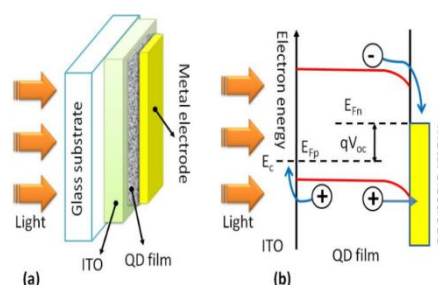 Glass substrate
Metal electrode
Light
ITO
QD film
(a)
Electron energy
-
E_Fn
qV_oc
E_Fp
E_c
+
+
Light
ITO
QD film
(b)